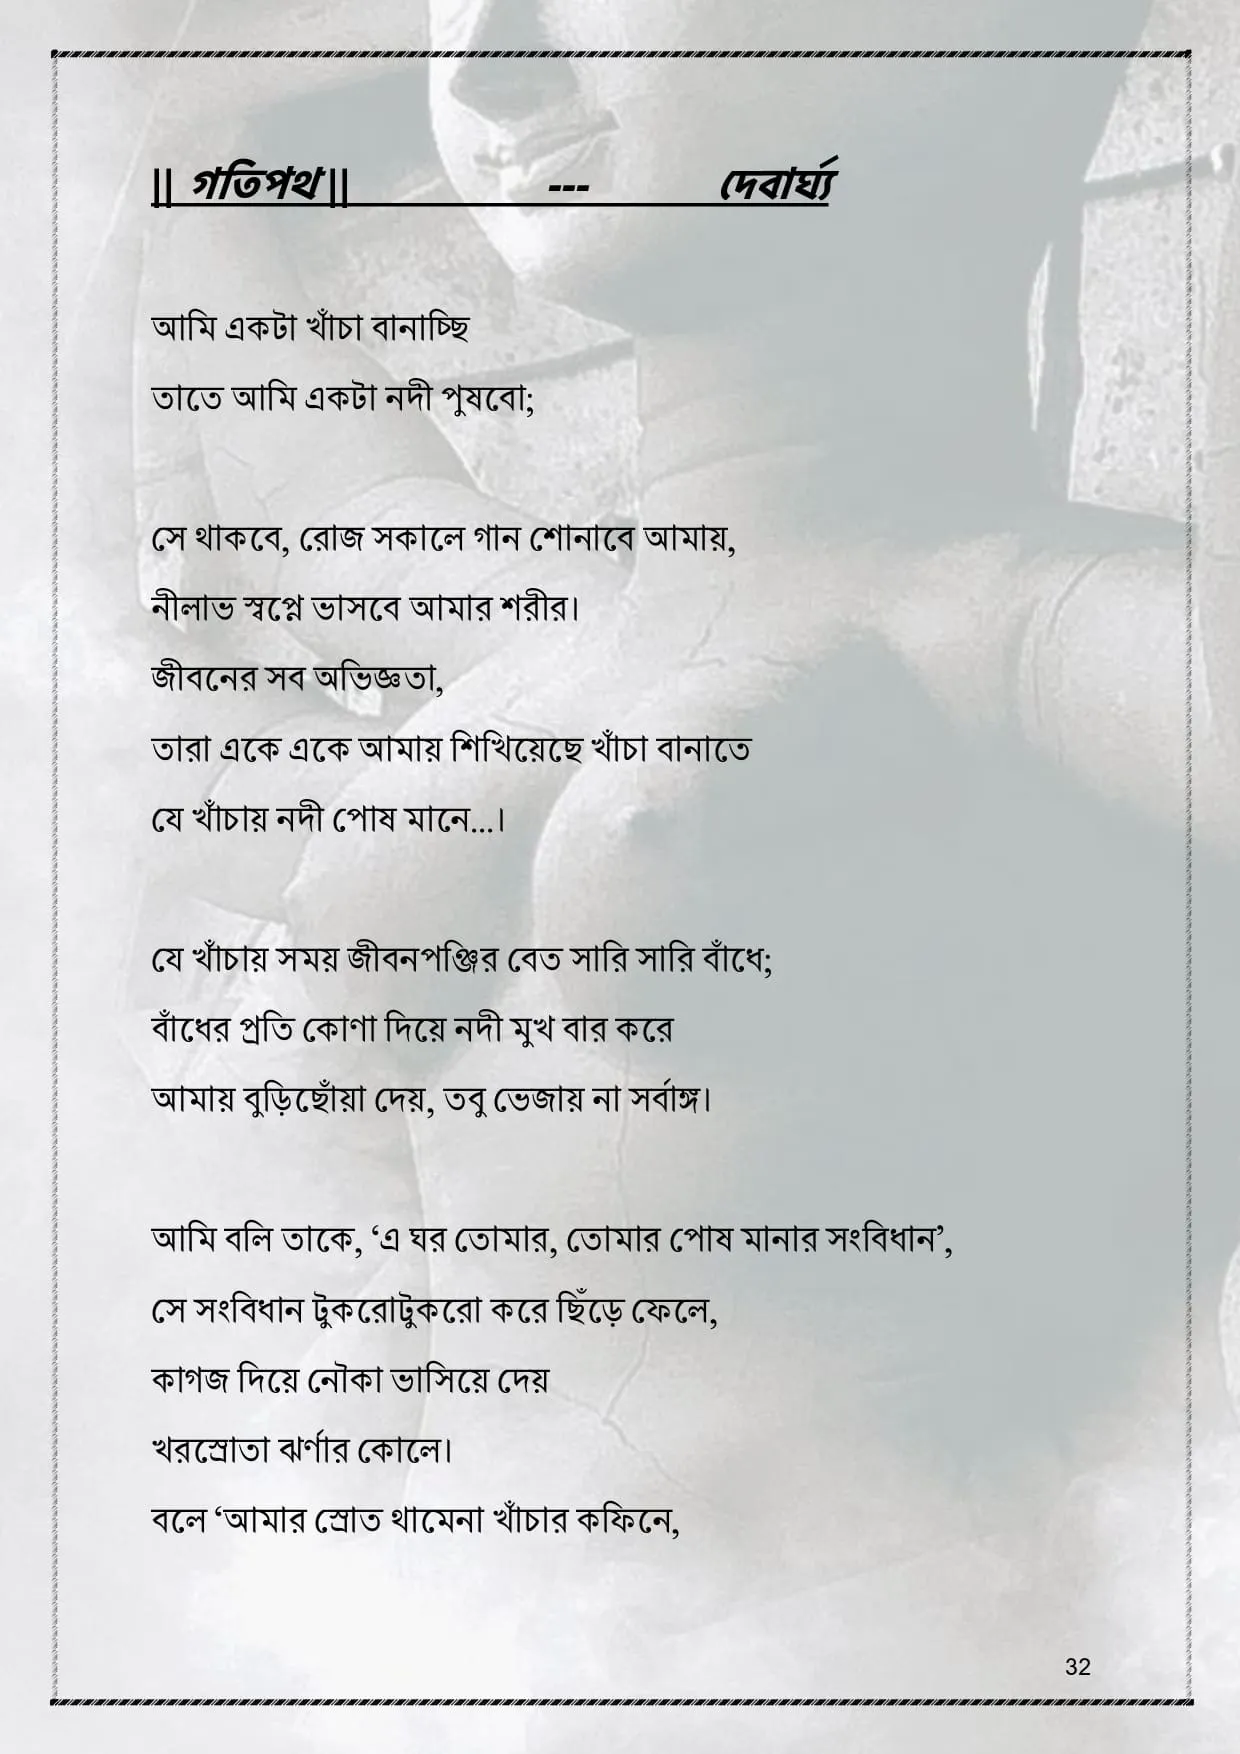 || গতিপথ || --- দেবার্ঘ্য
আমি একটা খাঁচা বানাচ্ছি
তাতে আমি একটা নদী পুষবো;
সে থাকবে, রোজ সকালে গান শোনাবে আমায়,
নীলাভ স্বপ্নে ভাসবে আমার শরীর।
জীবনের সব অভিজ্ঞতা,
তারা একে একে আমায় শিখিয়েছে খাঁচা বানাতে
যে খাঁচায় নদী পোষ মানে...।
যে খাঁচায় সময় জীবনপঞ্জির বেত সারি সারি বাঁধে;
বাঁধের প্রতি কোণা দিয়ে নদী মুখ বার করে
আমায় বুড়িছোঁয়া দেয়, তবু ভেজায় না সর্বাঙ্গ।
আমি বলি তাকে, ‘এ ঘর তোমার, তোমার পোষ মানার সংবিধান’,
সে সংবিধান টুকরোটুকরো করে ছিঁড়ে ফেলে,
কাগজ দিয়ে নৌকা ভাসিয়ে দেয়
খরস্রোতা ঝর্ণার কোলে।
বলে ‘আমার স্রোত থামেনা খাঁচার কফিনে,
32